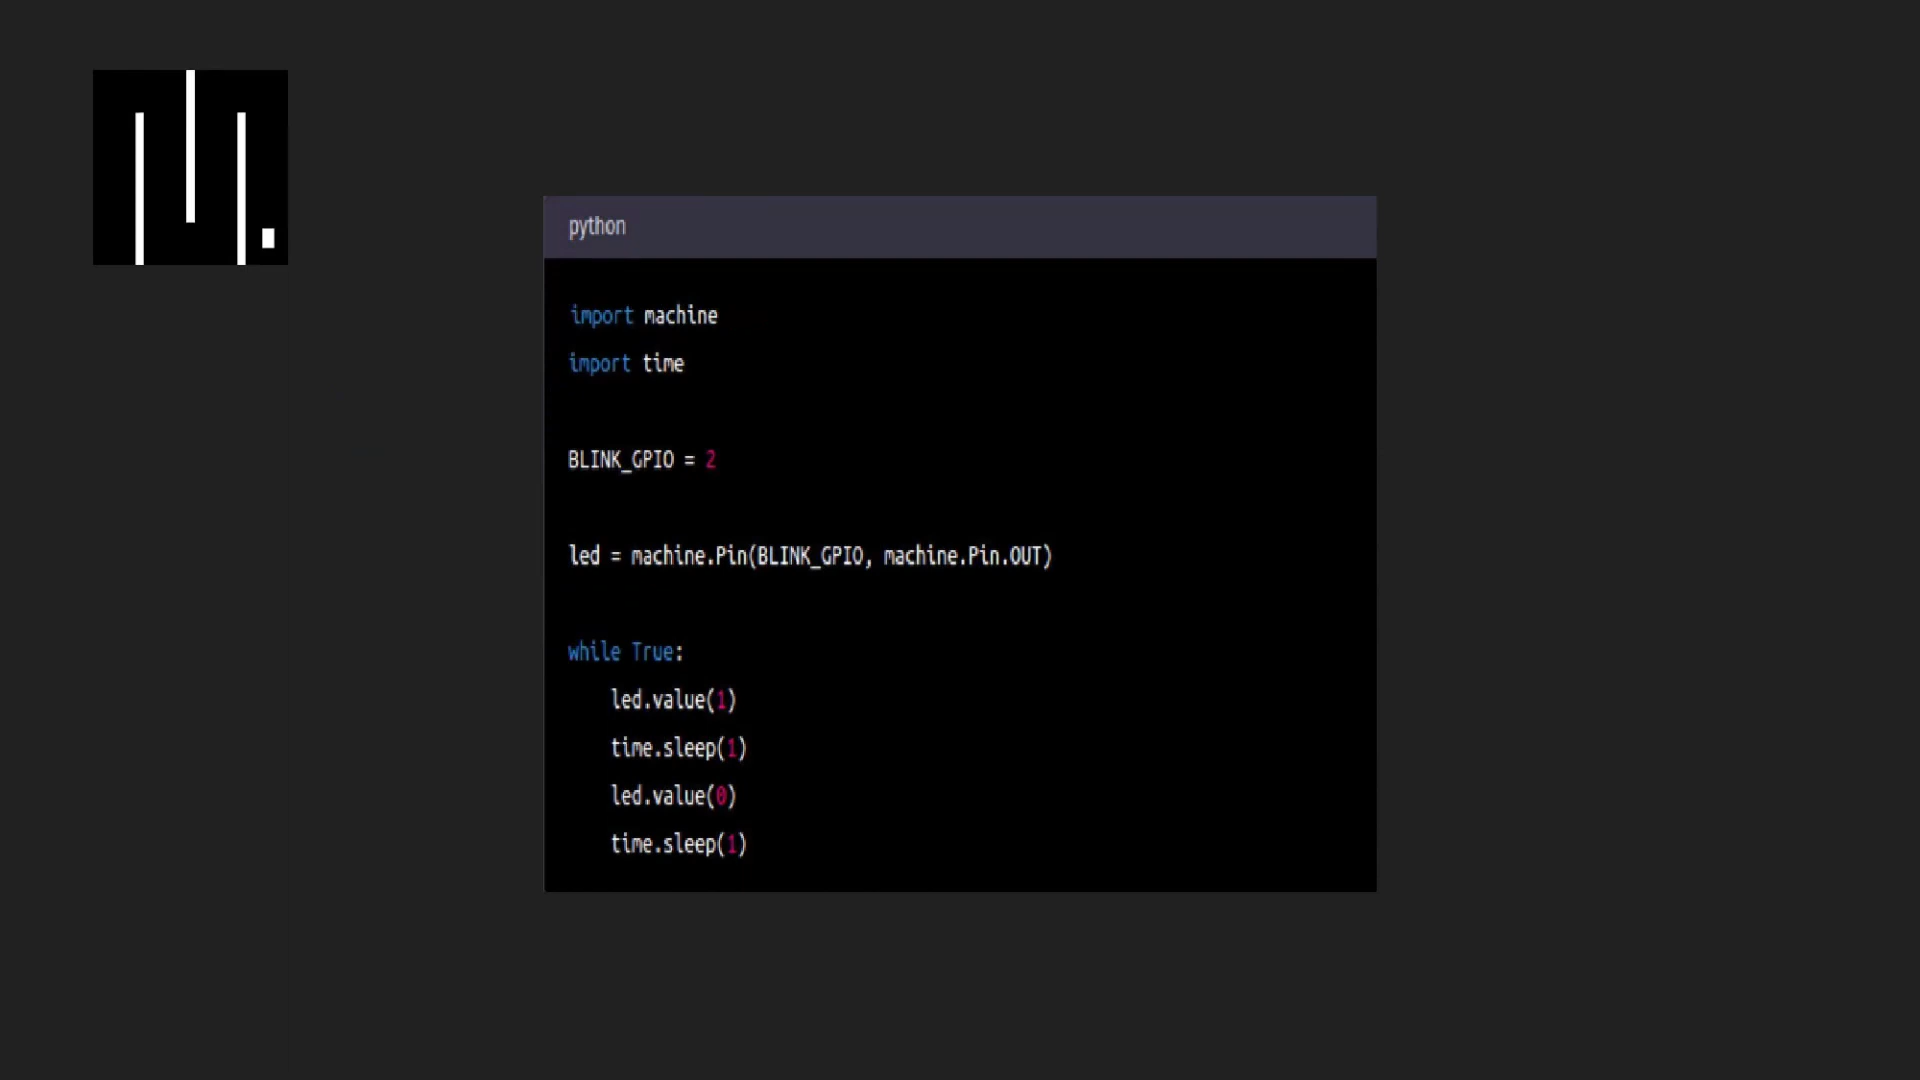 python
import machine
import time
BLINK_GPIO = 2
led = machine.Pin(BLINK_GPIO, machine.Pin.OUT)
while True:
    led.value(1)
    time.sleep(1)
    led.value(0)
    time.sleep(1)